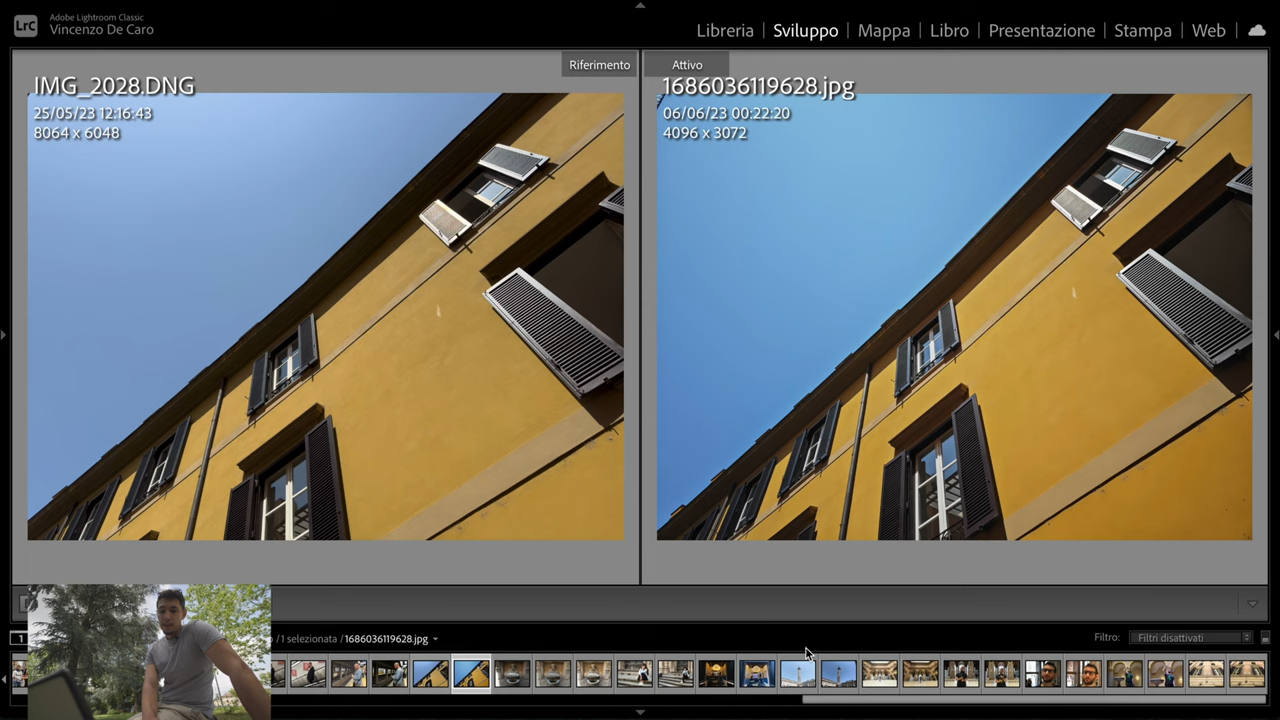 LrC
Adobe Lightroom Classic
Vincenzo De Caro
Libreria | Sviluppo | Mappa | Libro | Presentazione | Stampa | Web
Riferimento
Attivo
IMG_2028.DNG
25/05/23 12:16:43
8064 x 6048
1686036119628.jpg
06/06/23 00:22:20
4096 x 3072
1
/1 selezionata /1686036119628.jpg
Filtro:
Filtri disattivati